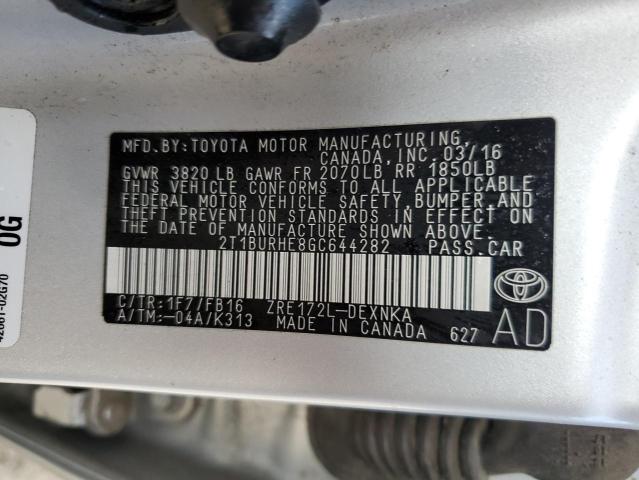 MFD. BY: TOYOTA MOTOR MANUFACTURING,
CANADA, INC. 03/16
GVWR 3820 LB GAWR FR 2070LB RR 1850LB
THIS VEHICLE CONFORMS TO ALL APPLICABLE
FEDERAL MOTOR VEHICLE SAFETY, BUMPER, AND
THEFT PREVENTION STANDARDS IN EFFECT ON
THE DATE OF MANUFACTURE SHOWN ABOVE.
2T1BURHE8GC644282 PASS.CAR
C/TR: 1F7/FB16 ZRE172L-DEXNKA
A/TM: -04A/K313 MADE IN CANADA 627
AD
0G
42661-02G70